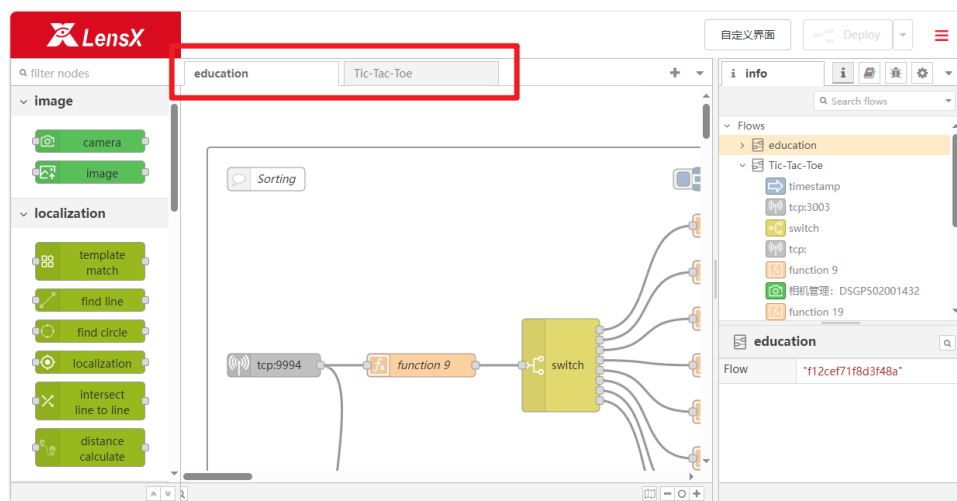 LensX
自定义界面
Deploy
filter nodes
education
Tic-Tac-Toe
info
Search flows
image
camera
image
localization
template
match
find line
find circle
localization
intersect
line to line
distance
calculate
Sorting
tcp:9994
function 9
switch
Flows
education
Tic-Tac-Toe
timestamp
tcp:3003
switch
tcp:
function 9
相机管理：DSGP502001432
function 19
education
Flow
"f12cef71f8d3f48a"